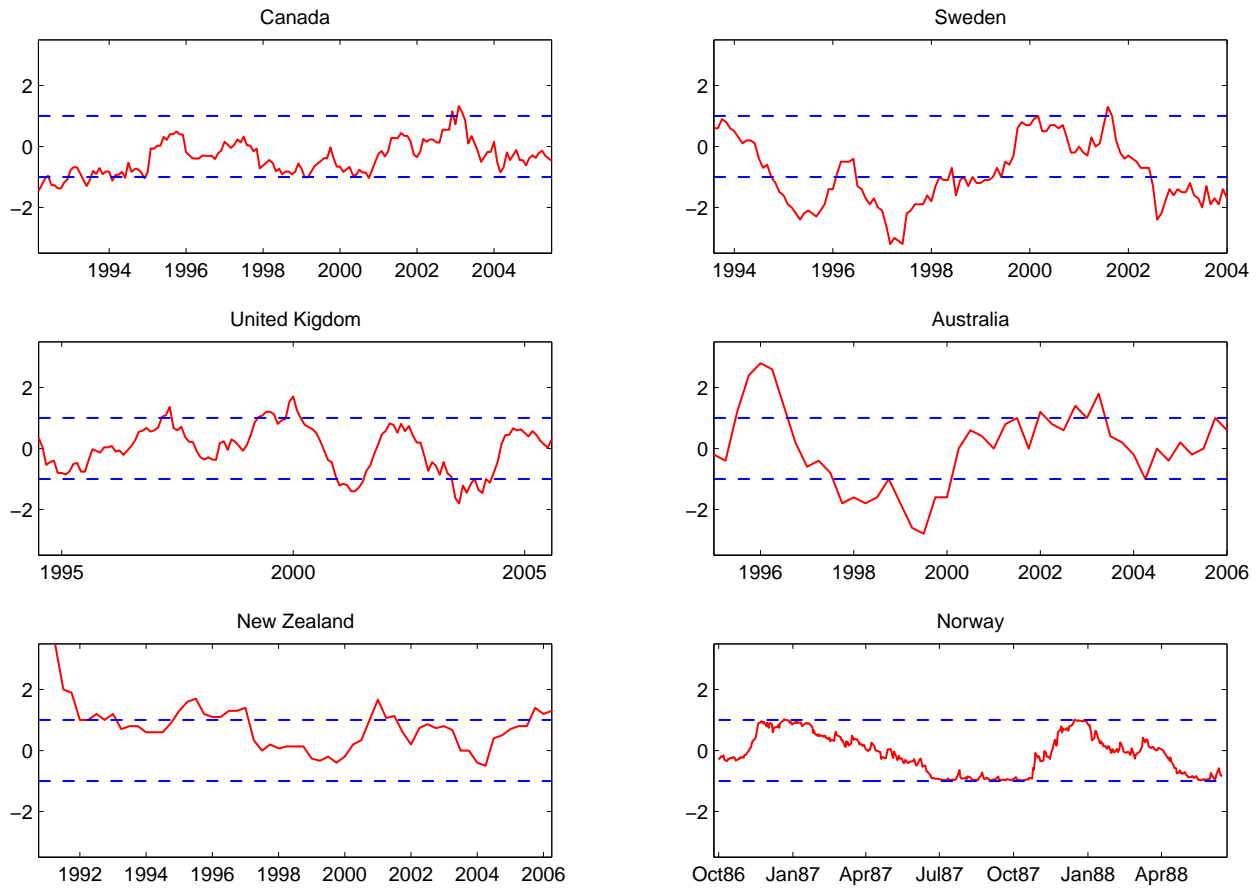 Canada
2
0
−2
1994 1996 1998 2000 2002 2004
Sweden
2
0
−2
1994 1996 1998 2000 2002 2004
United Kigdom
2
0
−2
1995 2000 2005
Australia
2
0
−2
1996 1998 2000 2002 2004 2006
New Zealand
2
0
−2
1992 1994 1996 1998 2000 2002 2004 2006
Norway
2
0
−2
Oct86 Jan87 Apr87 Jul87 Oct87 Jan88 Apr88